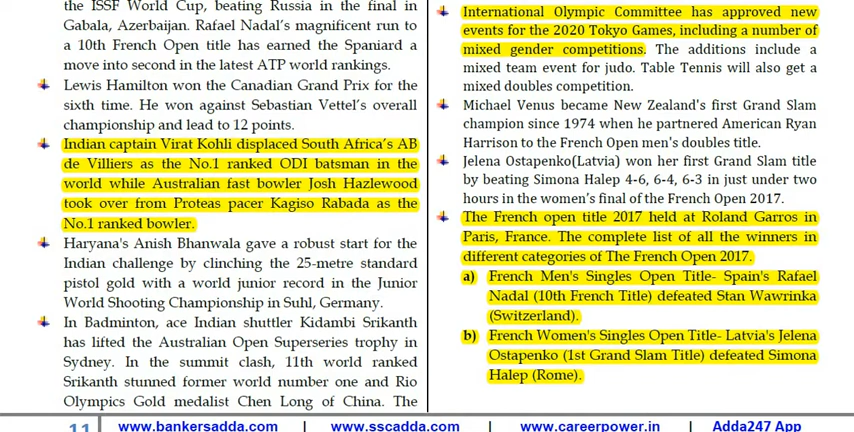 the ISSF World Cup, beating Russia in the final in
Gabala, Azerbaijan. Rafael Nadal's magnificent run to
a 10th French Open title has earned the Spaniard a
move into second in the latest ATP world rankings.
Lewis Hamilton won the Canadian Grand Prix for the
sixth time. He won against Sebastian Vettel's overall
championship and lead to 12 points.
Indian captain Virat Kohli displaced South Africa's AB
de Villiers as the No.1 ranked ODI batsman in the
world while Australian fast bowler Josh Hazlewood
took over from Proteas pacer Kagiso Rabada as the
No.1 ranked bowler.
Haryana's Anish Bhanwala gave a robust start for the
Indian challenge by clinching the 25-metre standard
pistol gold with a world junior record in the Junior
World Shooting Championship in Suhl, Germany.
In Badminton, ace Indian shuttler Kidambi Srikanth
has lifted the Australian Open Superseries trophy in
Sydney. In the summit clash, 11th world ranked
Srikanth stunned former world number one and Rio
Olympics Gold medalist Chen Long of China. The
International Olympic Committee has approved new
events for the 2020 Tokyo Games, including a number of
mixed gender competitions. The additions include a
mixed team event for judo. Table Tennis will also get a
mixed doubles competition.
Michael Venus became New Zealand's first Grand Slam
champion since 1974 when he partnered American Ryan
Harrison to the French Open men's doubles title.
Jelena Ostapenko(Latvia) won her first Grand Slam title
by beating Simona Halep 4-6, 6-4, 6-3 in just under two
hours in the women's final of the French Open 2017.
The French open title 2017 held at Roland Garros in
Paris, France. The complete list of all the winners in
different categories of The French Open 2017.
a) French Men's Singles Open Title- Spain's Rafael
Nadal (10th French Title) defeated Stan Wawrinka
(Switzerland).
b) French Women's Singles Open Title- Latvia's Jelena
Ostapenko (1st Grand Slam Title) defeated Simona
Halep (Rome).
11 | www.bankersadda.com | www.sscadda.com | www.careerpower.in | Adda247 App